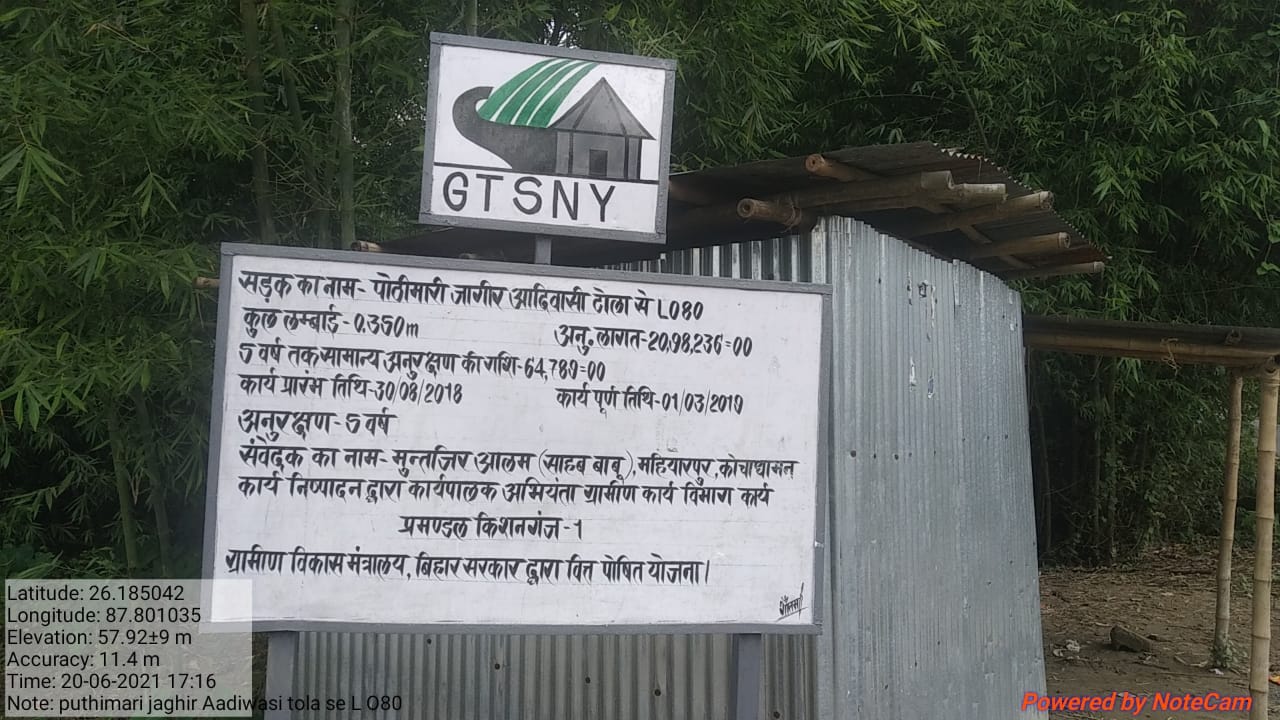 GTSNY
सड़क का नाम- पोठीमारी जागीर आदिवासी टोला से L080
कुल लम्बाई-0.350m अनु. लागत-20,98,236=00
5 वर्ष तक सामान्य अनुरक्षण की राशि-64,789=00
कार्य प्रारंभ तिथि-30/08/2018 कार्य पूर्ण तिथि-01/03/2019
अनुरक्षण- 5 वर्ष
संवेदक का नाम- मुन्तजिर आलम (साहब बाबू), महियारपुर, कोचाधामन
कार्य निष्पादन द्वारा कार्यपालक अभियंता ग्रामीण कार्य विभाग कार्य
प्रमण्डल किशनगंज-1
ग्रामीण विकास मंत्रालय, बिहार सरकार द्वारा वित्त पोषित योजना।
Latitude: 26.185042
Longitude: 87.801035
Elevation: 57.92±9 m
Accuracy: 11.4 m
Time: 20-06-2021 17:16
Note: puthimari jaghir Aadiwasi tola se L O80
Powered by NoteCam